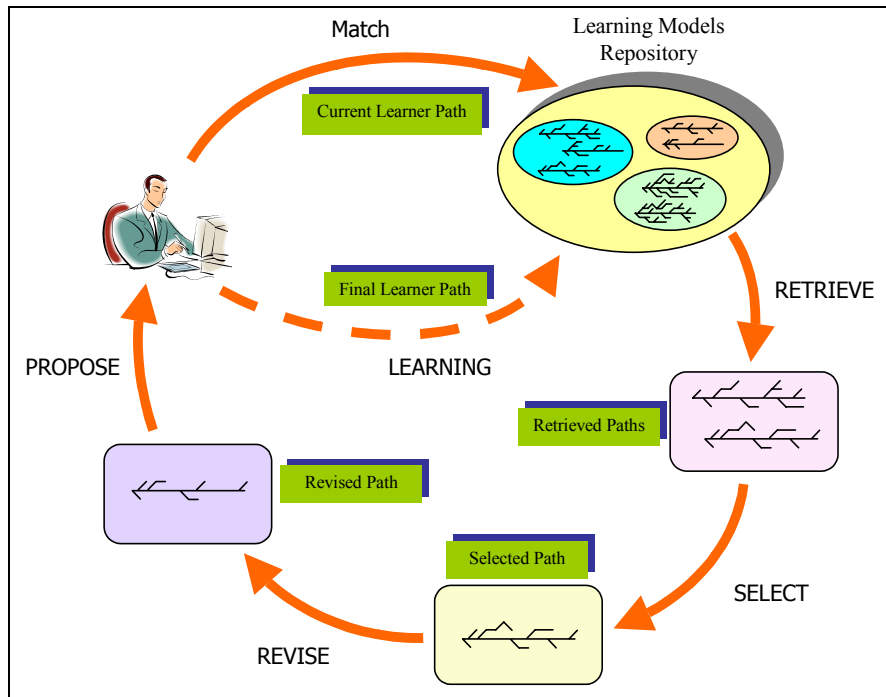 Match
Learning Models
Repository
Current Learner Path
Final Learner Path
RETRIEVE
PROPOSE
LEARNING
Retrieved Paths
Revised Path
Selected Path
SELECT
REVISE